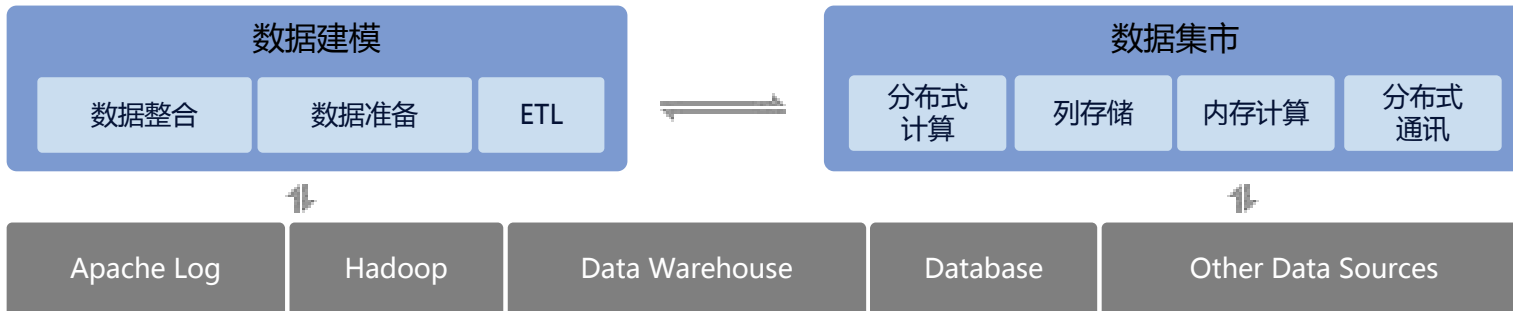 数据建模
数据整合
数据准备
ETL
数据集市
分布式
计算
列存储
内存计算
分布式
通讯
Apache Log
Hadoop
Data Warehouse
Database
Other Data Sources